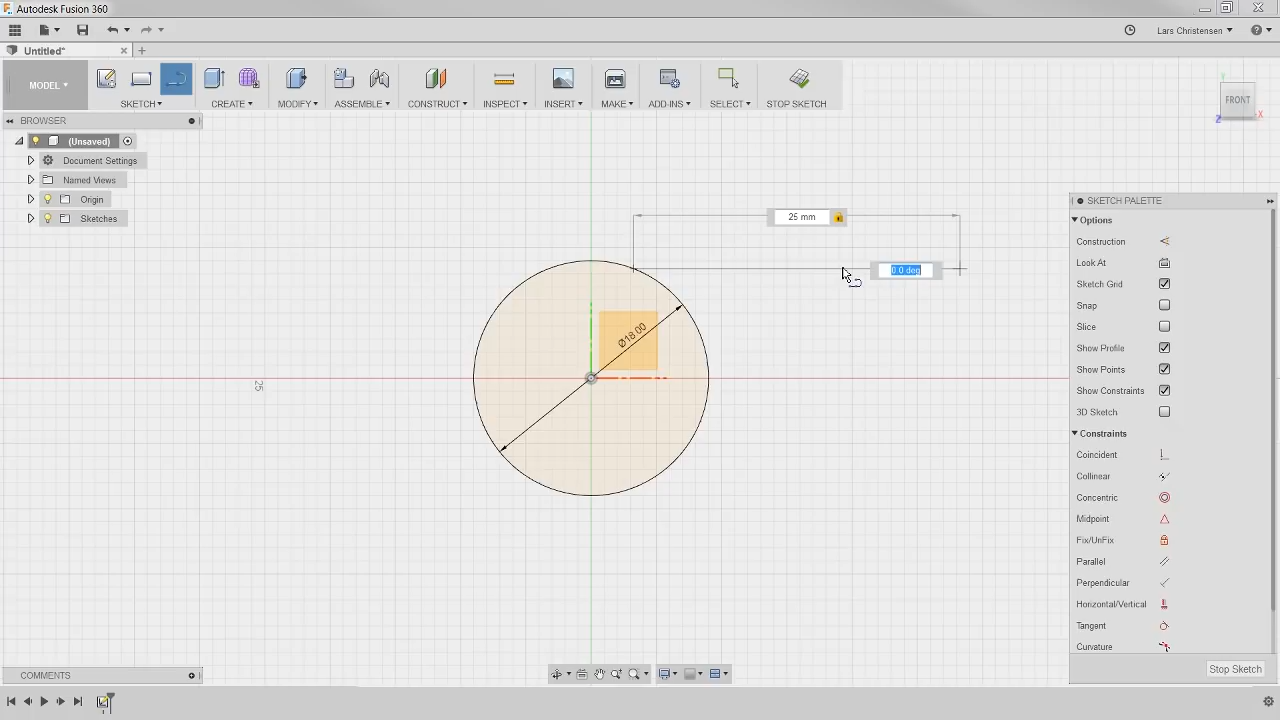 Autodesk Fusion 360
Lars Christensen
Untitled*
MODEL
SKETCH
CREATE
MODIFY
ASSEMBLE
CONSTRUCT
INSPECT
INSERT
MAKE
ADD-INS
SELECT
STOP SKETCH
BROWSER
(Unsaved)
Document Settings
Named Views
Origin
Sketches
FRONT
Y
Z
X
25 mm
0.0 deg
Ø18.00
25
SKETCH PALETTE
Options
Construction
Look At
Sketch Grid
Snap
Slice
Show Profile
Show Points
Show Constraints
3D Sketch
Constraints
Coincident
Collinear
Concentric
Midpoint
Fix/UnFix
Parallel
Perpendicular
Horizontal/Vertical
Tangent
Curvature
Stop Sketch
COMMENTS